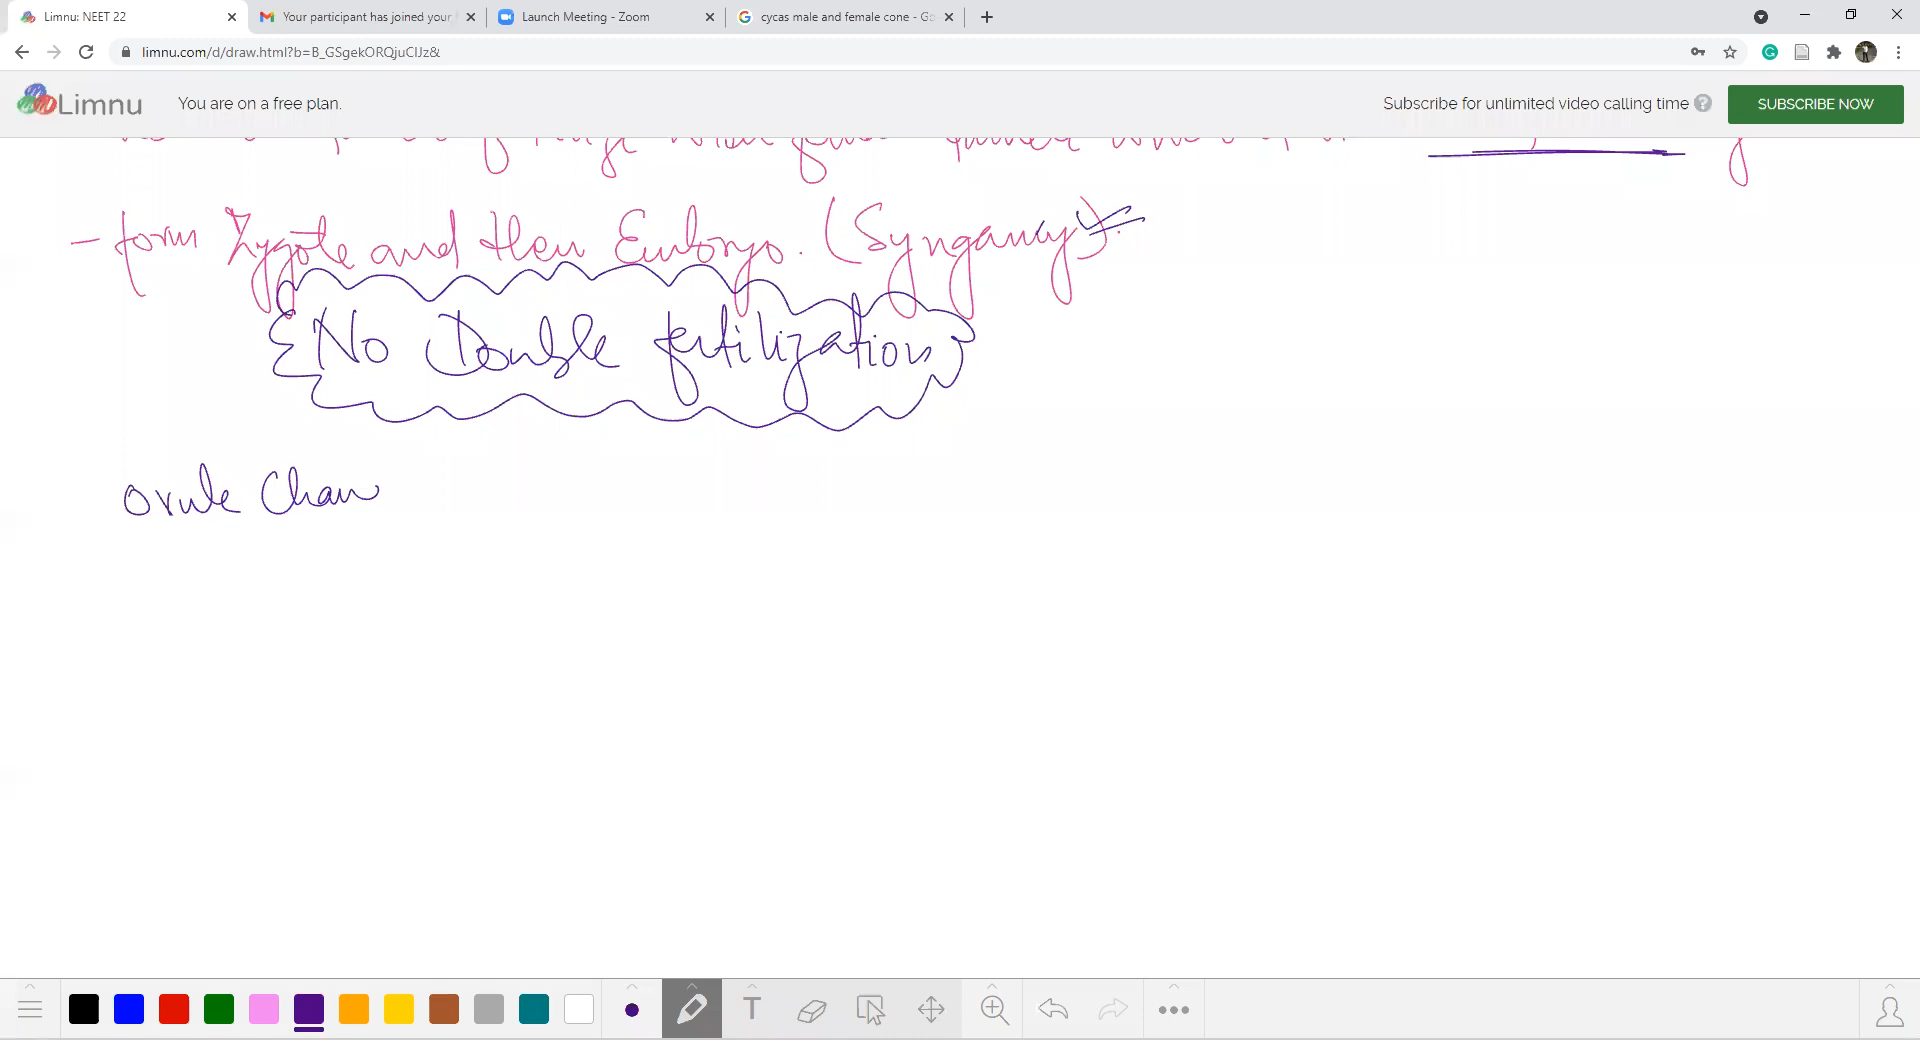 Limnu: NEET 22
Your participant has joined your
Launch Meeting - Zoom
cycas male and female cone - Go
limnu.com/d/draw.html?b=B_GSgekORQjuClJz&
Limnu
You are on a free plan.
Subscribe for unlimited video calling time ?
SUBSCRIBE NOW
- form Zygote and then Embryo. (Syngamy)
No Double fertilization
Ovule Chan
T